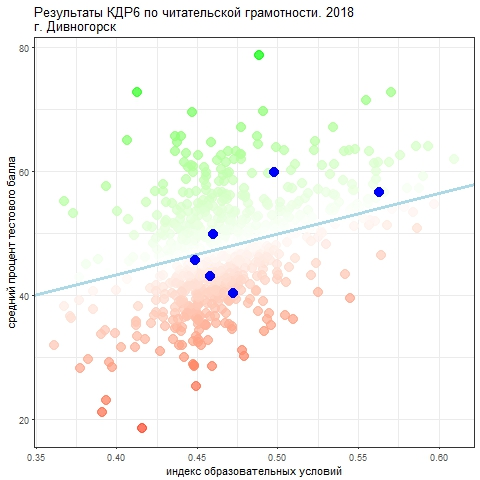 Результаты КДР6 по читательской грамотности. 2018
г. Дивногорск
средний процент тестового балла
80
60
40
20
0.35 0.40 0.45 0.50 0.55 0.60
индекс образовательных условий